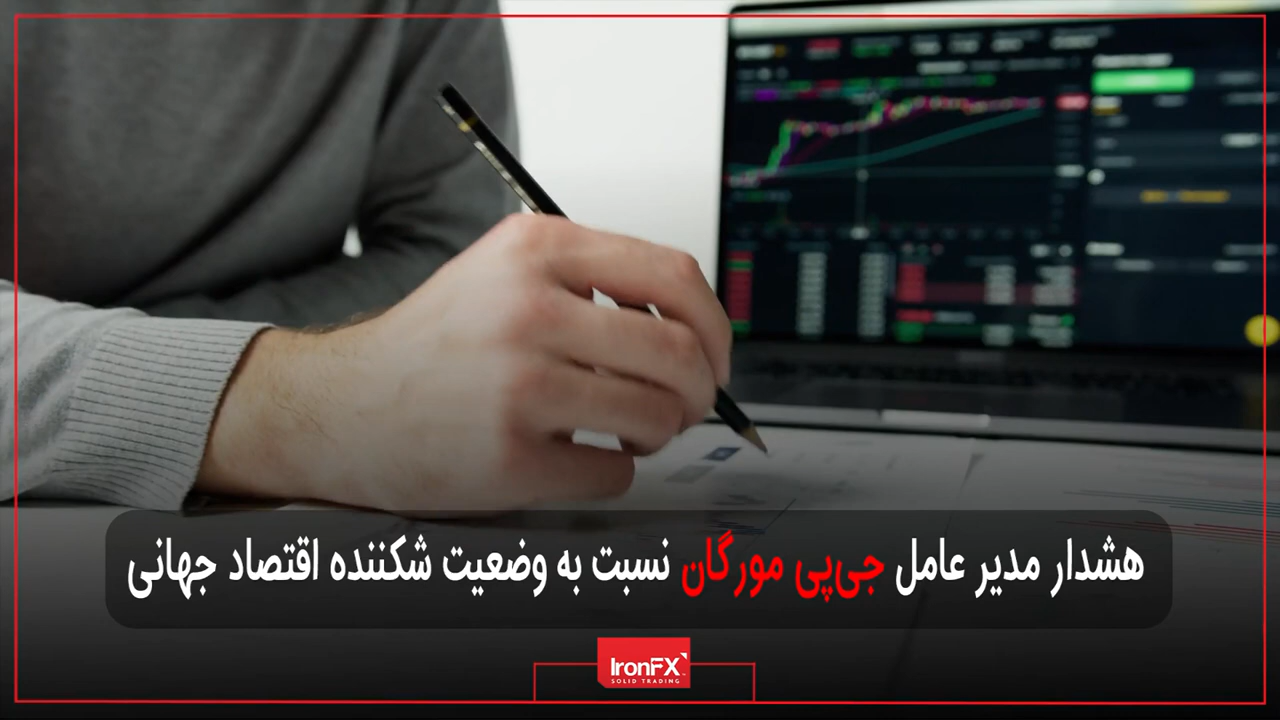 هشدار مدیر عامل جی‌پی مورگان نسبت به وضعیت شکننده اقتصاد جهانی
IronFX
SOLID TRADING